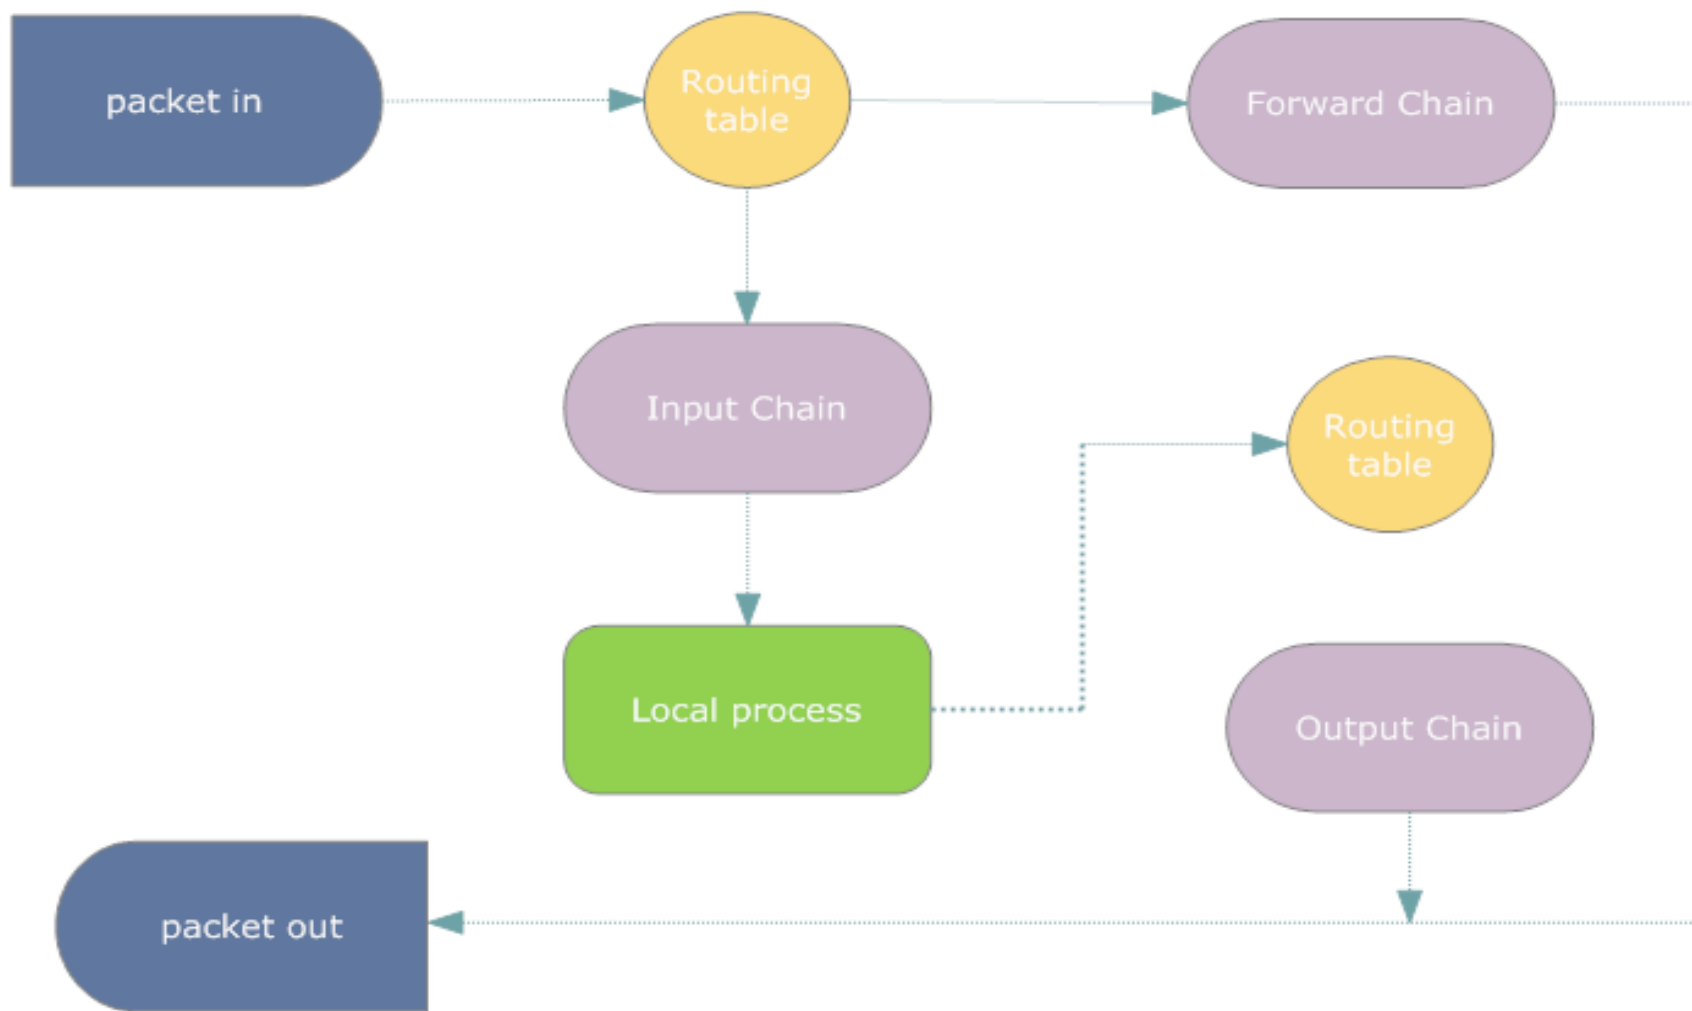 packet in
Routing
table
Forward Chain
Input Chain
Routing
table
Local process
Output Chain
packet out